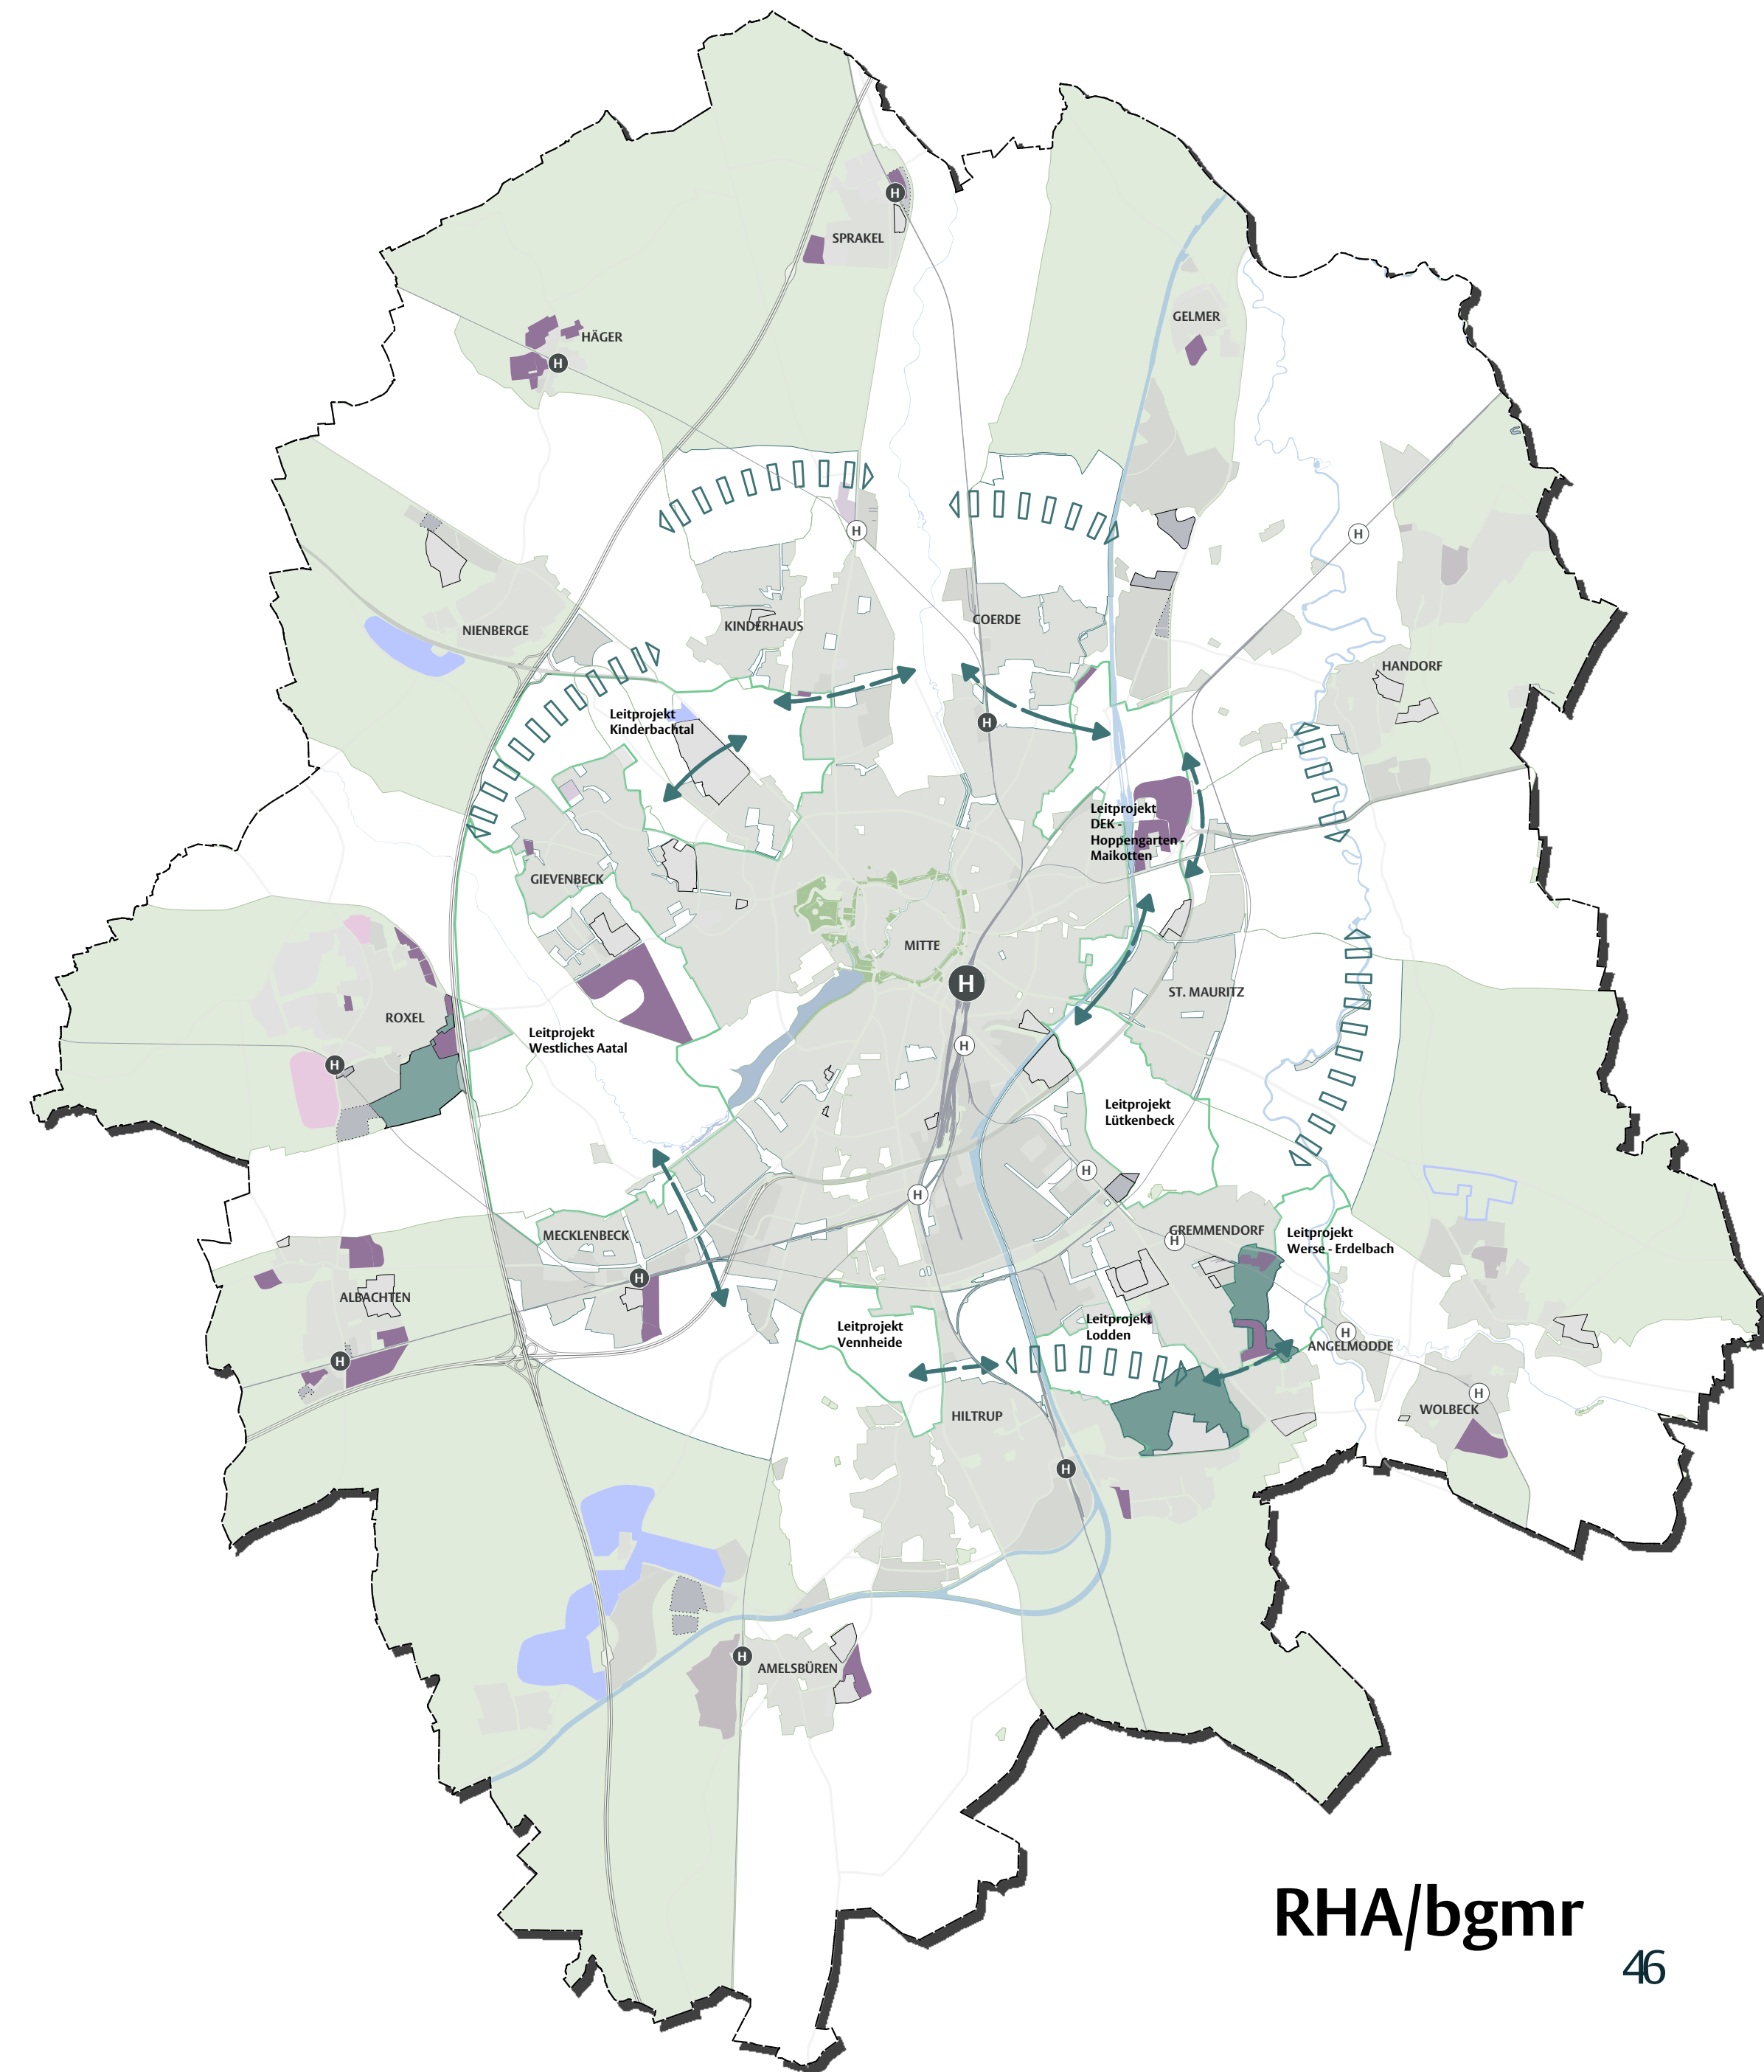 H
SPRAKEL
GELMER
HÄGER
H
H
H
NIENBERGE
KINDERHAUS
COERDE
HANDORF
Leitprojekt
Kinderbachtal
H
Leitprojekt
DEK -
Hoppengarten -
Maikotten
GIEVENBECK
MITTE
H
ST. MAURITZ
ROXEL
Leitprojekt
Westliches Aatal
H
H
Leitprojekt
Lütkenbeck
H
H
MECKLENBECK
GREMMENDORF
H
Leitprojekt
Werse - Erdelbach
H
ALBACHTEN
Leitprojekt
Vennheide
Leitprojekt
Lodden
H
ANGELMODDE
H
H
WOLBECK
HILTRUP
H
H
AMELSBÜREN
RHA/bgmr
46